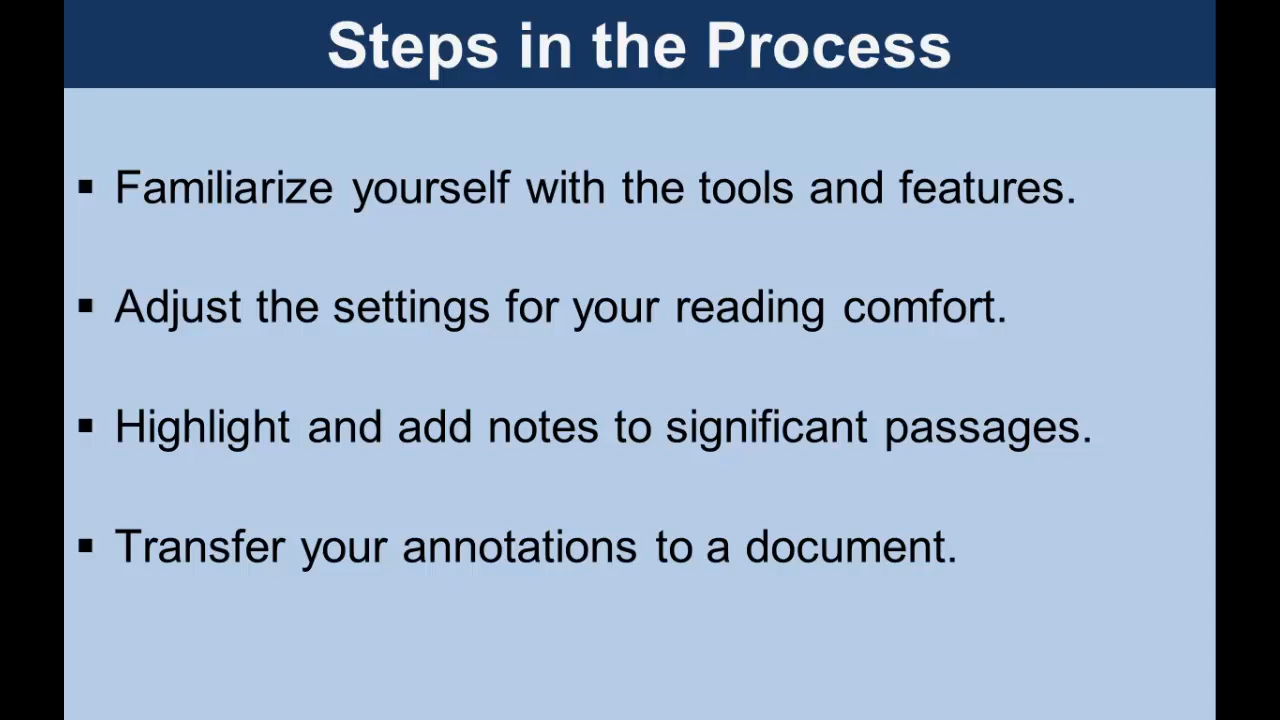 Steps in the Process
▪ Familiarize yourself with the tools and features.
▪ Adjust the settings for your reading comfort.
▪ Highlight and add notes to significant passages.
▪ Transfer your annotations to a document.